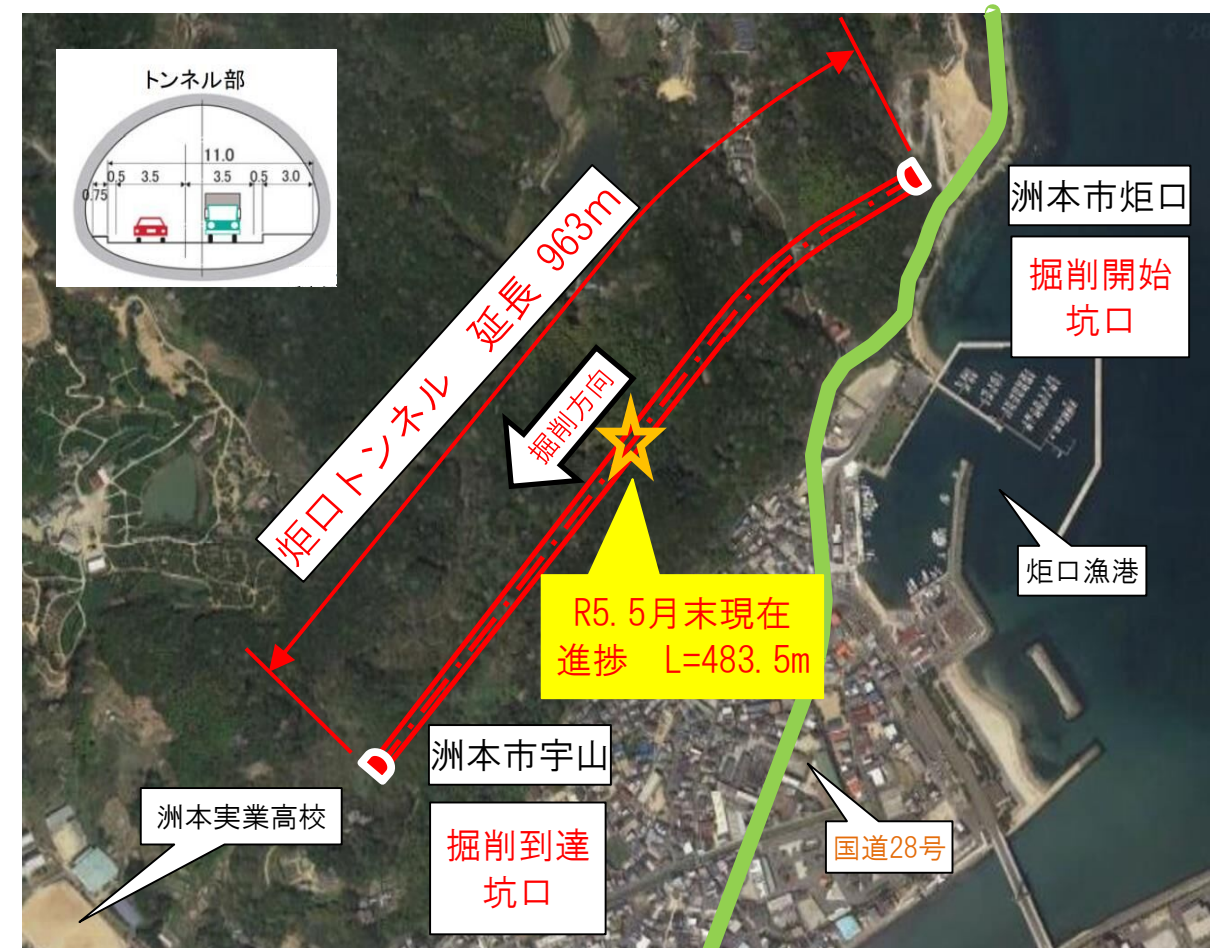 トンネル部
11.0
0.5 3.5 3.5 0.5 3.0
0.75
炬口トンネル 延長 963m
掘削方向
洲本市炬口
掘削開始
坑口
炬口漁港
R5.5月末現在
進捗 L=483.5m
洲本市宇山
掘削到達
坑口
洲本実業高校
国道28号